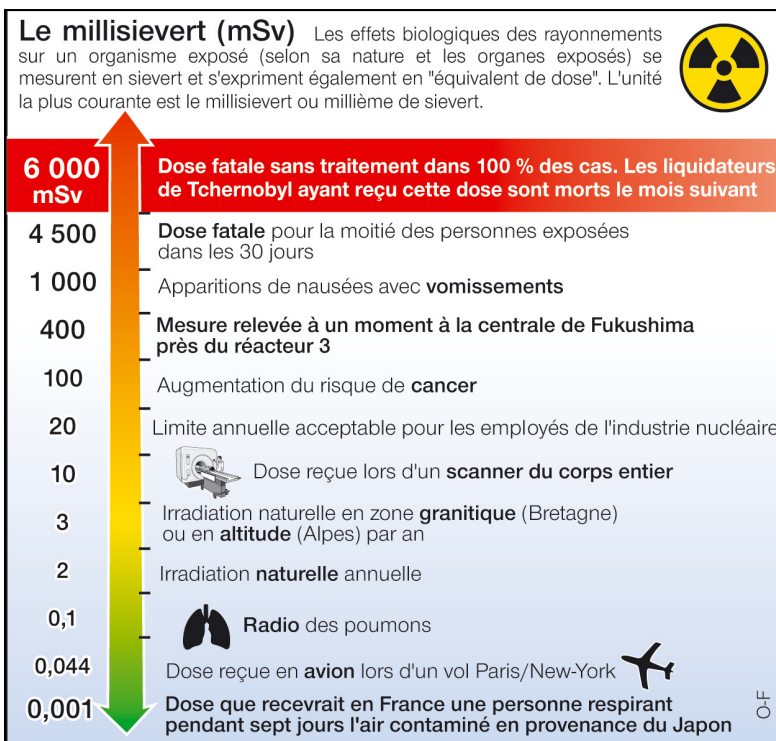 Le millisievert (mSv) Les effets biologiques des rayonnements
sur un organisme exposé (selon sa nature et les organes exposés) se
mesurent en sievert et s'expriment également en "équivalent de dose". L'unité
la plus courante est le millisievert ou millième de sievert.
6 000
mSv
Dose fatale sans traitement dans 100 % des cas. Les liquidateurs
de Tchernobyl ayant reçu cette dose sont morts le mois suivant
4 500
Dose fatale pour la moitié des personnes exposées
dans les 30 jours
1 000
Apparitions de nausées avec vomissements
400
Mesure relevée à un moment à la centrale de Fukushima
près du réacteur 3
100
Augmentation du risque de cancer
20
Limite annuelle acceptable pour les employés de l'industrie nucléaire
10
Dose reçue lors d'un scanner du corps entier
3
Irradiation naturelle en zone granitique (Bretagne)
ou en altitude (Alpes) par an
2
Irradiation naturelle annuelle
0,1
Radio des poumons
0,044
Dose reçue en avion lors d'un vol Paris/New-York
0,001
Dose que recevrait en France une personne respirant
pendant sept jours l'air contaminé en provenance du Japon
O-F